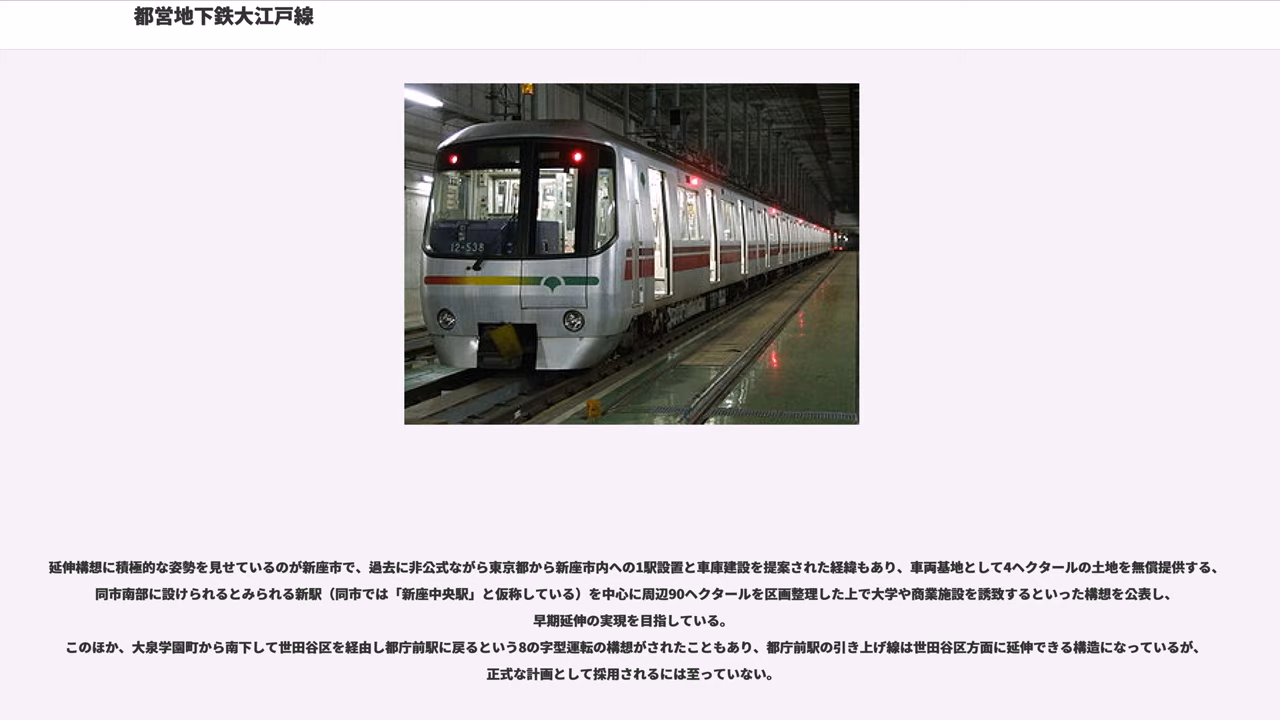 都営地下鉄大江戸線
12-538
延伸構想に積極的な姿勢を見せているのが新座市で、過去に非公式ながら東京都から新座市内への1駅設置と車庫建設を提案された経緯もあり、車両基地として4ヘクタールの土地を無償提供する、
同市南部に設けられるとみられる新駅（同市では「新座中央駅」と仮称している）を中心に周辺90ヘクタールを区画整理した上で大学や商業施設を誘致するといった構想を公表し、
早期延伸の実現を目指している。
このほか、大泉学園町から南下して世田谷区を経由し都庁前駅に戻るという8の字型運転の構想がされたこともあり、都庁前駅の引き上げ線は世田谷区方面に延伸できる構造になっているが、
正式な計画として採用されるには至っていない。